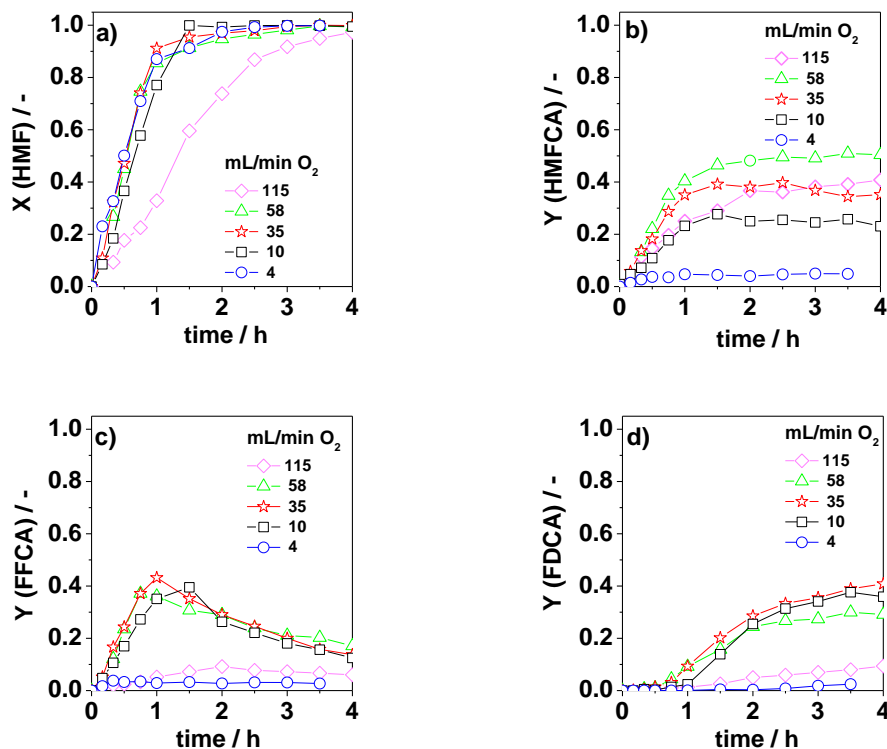 a)
X (HMF) / -
1.0
0.8
0.6
0.4
0.2
0.0
mL/min O₂
115
58
35
10
4
0 1 2 3 4
time / h
b)
Y (HMFCA) / -
1.0
0.8
0.6
0.4
0.2
0.0
mL/min O₂
115
58
35
10
4
0 1 2 3 4
time / h
c)
Y (FFCA) / -
1.0
0.8
0.6
0.4
0.2
0.0
mL/min O₂
115
58
35
10
4
0 1 2 3 4
time / h
d)
Y (FDCA) / -
1.0
0.8
0.6
0.4
0.2
0.0
mL/min O₂
115
58
35
10
4
0 1 2 3 4
time / h